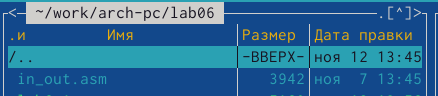 <- ~/work/arch-pc/lab06 .[^]>
.и Имя Размер Дата правки
/.. -ВВЕРХ- ноя 12 13:45
in_out.asm 3942 ноя 7 13:45